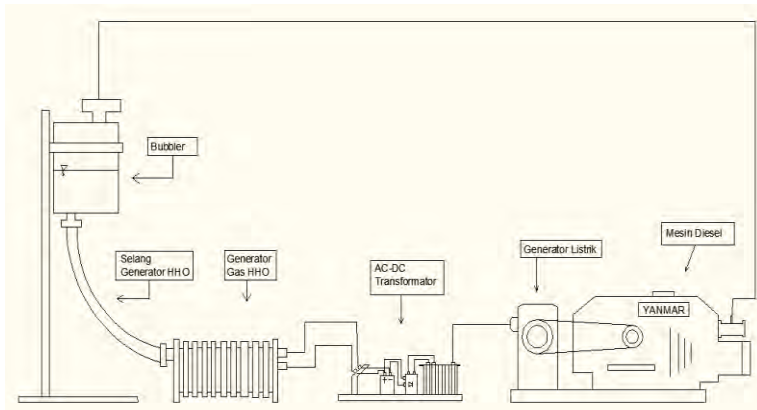 Bubbler
Selang
Generator HHO
Generator
Gas HHO
AC-DC
Transformator
Generator Listrik
Mesin Diesel
YANMAR